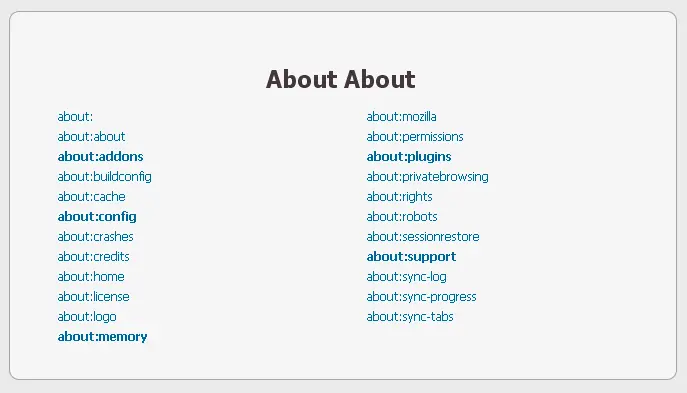 About About
about:
about:about
about:addons
about:buildconfig
about:cache
about:config
about:crashes
about:credits
about:home
about:license
about:logo
about:memory
about:mozilla
about:permissions
about:plugins
about:privatebrowsing
about:rights
about:robots
about:sessionrestore
about:support
about:sync-log
about:sync-progress
about:sync-tabs